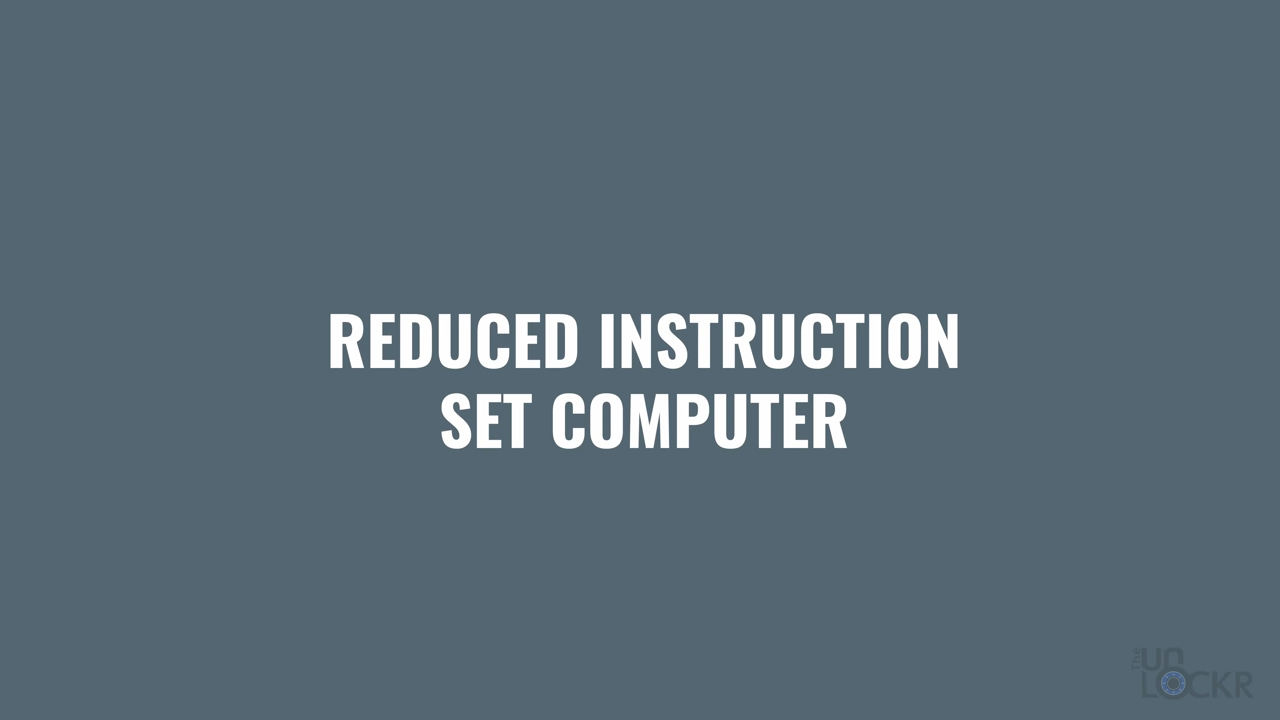 REDUCED INSTRUCTION
SET COMPUTER
The
UN
LOCKR